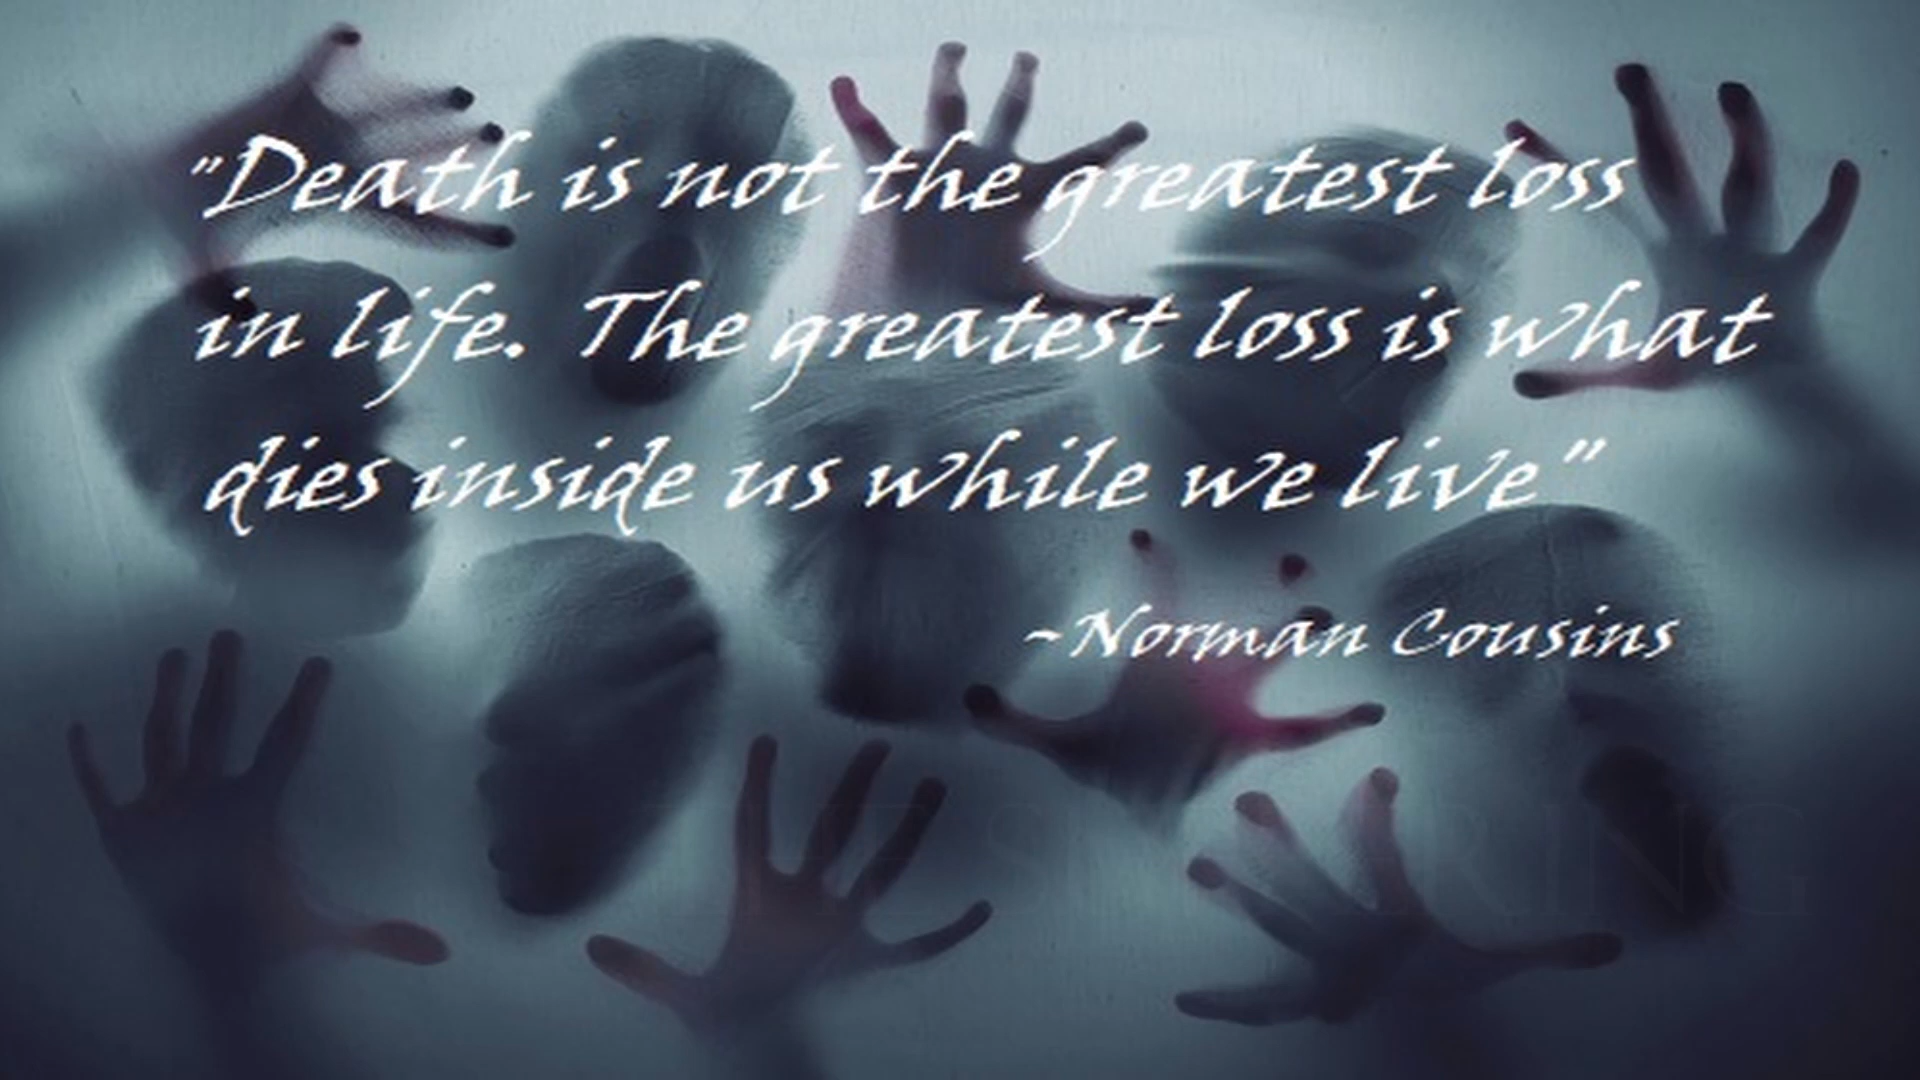 "Death is not the greatest loss
in life. The greatest loss is what
dies inside us while we live"
~Norman Cousins